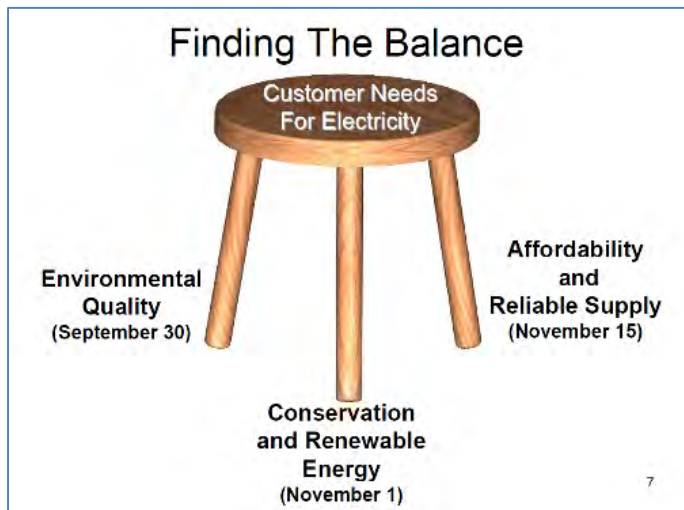 Finding The Balance
Customer Needs
For Electricity
Environmental
Quality
(September 30)
Affordability
and
Reliable Supply
(November 15)
Conservation
and Renewable
Energy
(November 1)
7